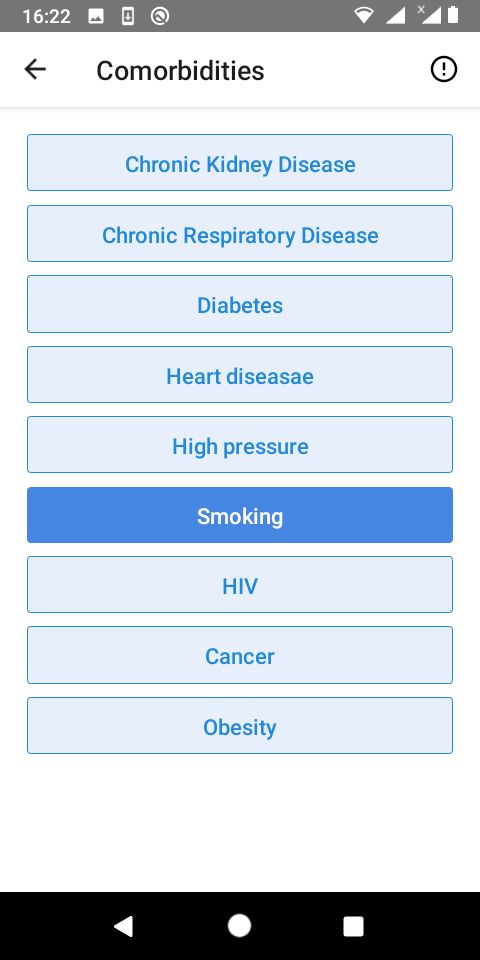 16:22
Comorbidities
Chronic Kidney Disease
Chronic Respiratory Disease
Diabetes
Heart diseasae
High pressure
Smoking
HIV
Cancer
Obesity